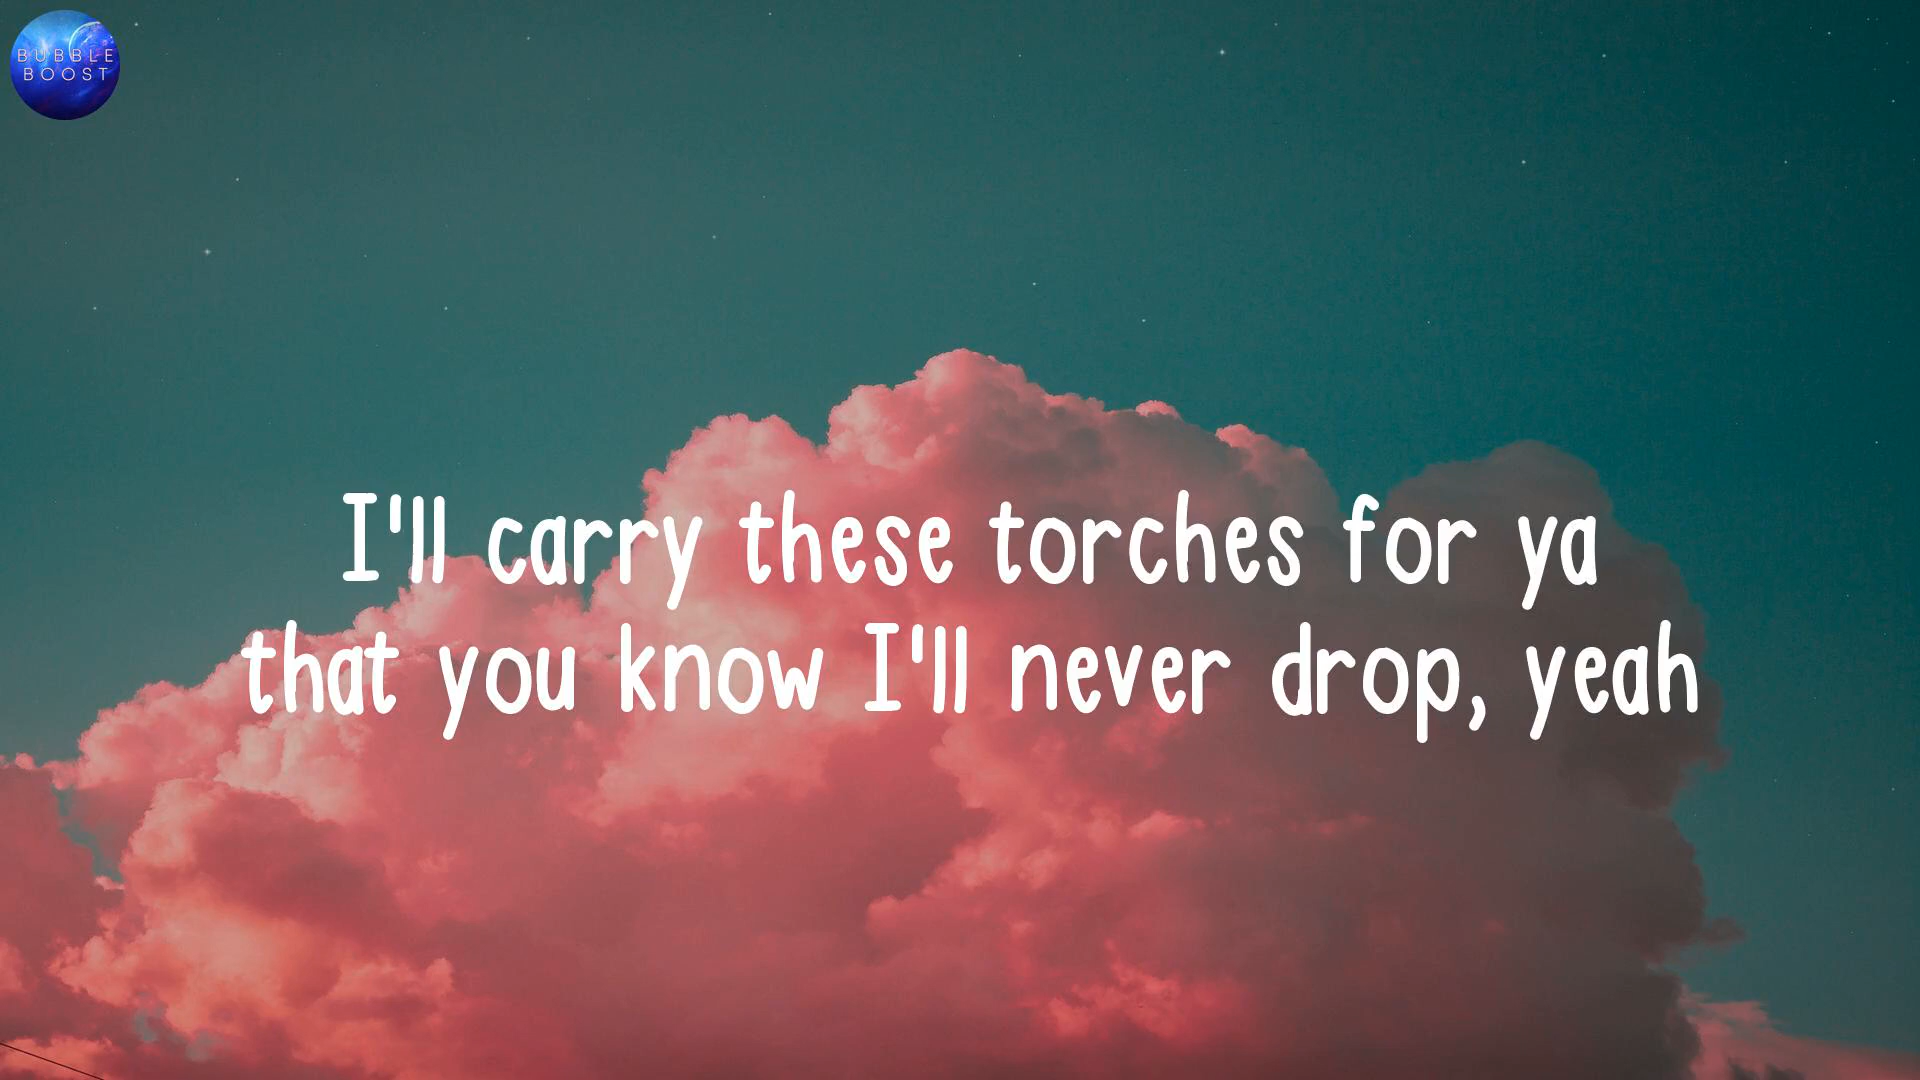 BUBBLE
BOOST
I'll carry these torches for ya
that you know I'll never drop, yeah